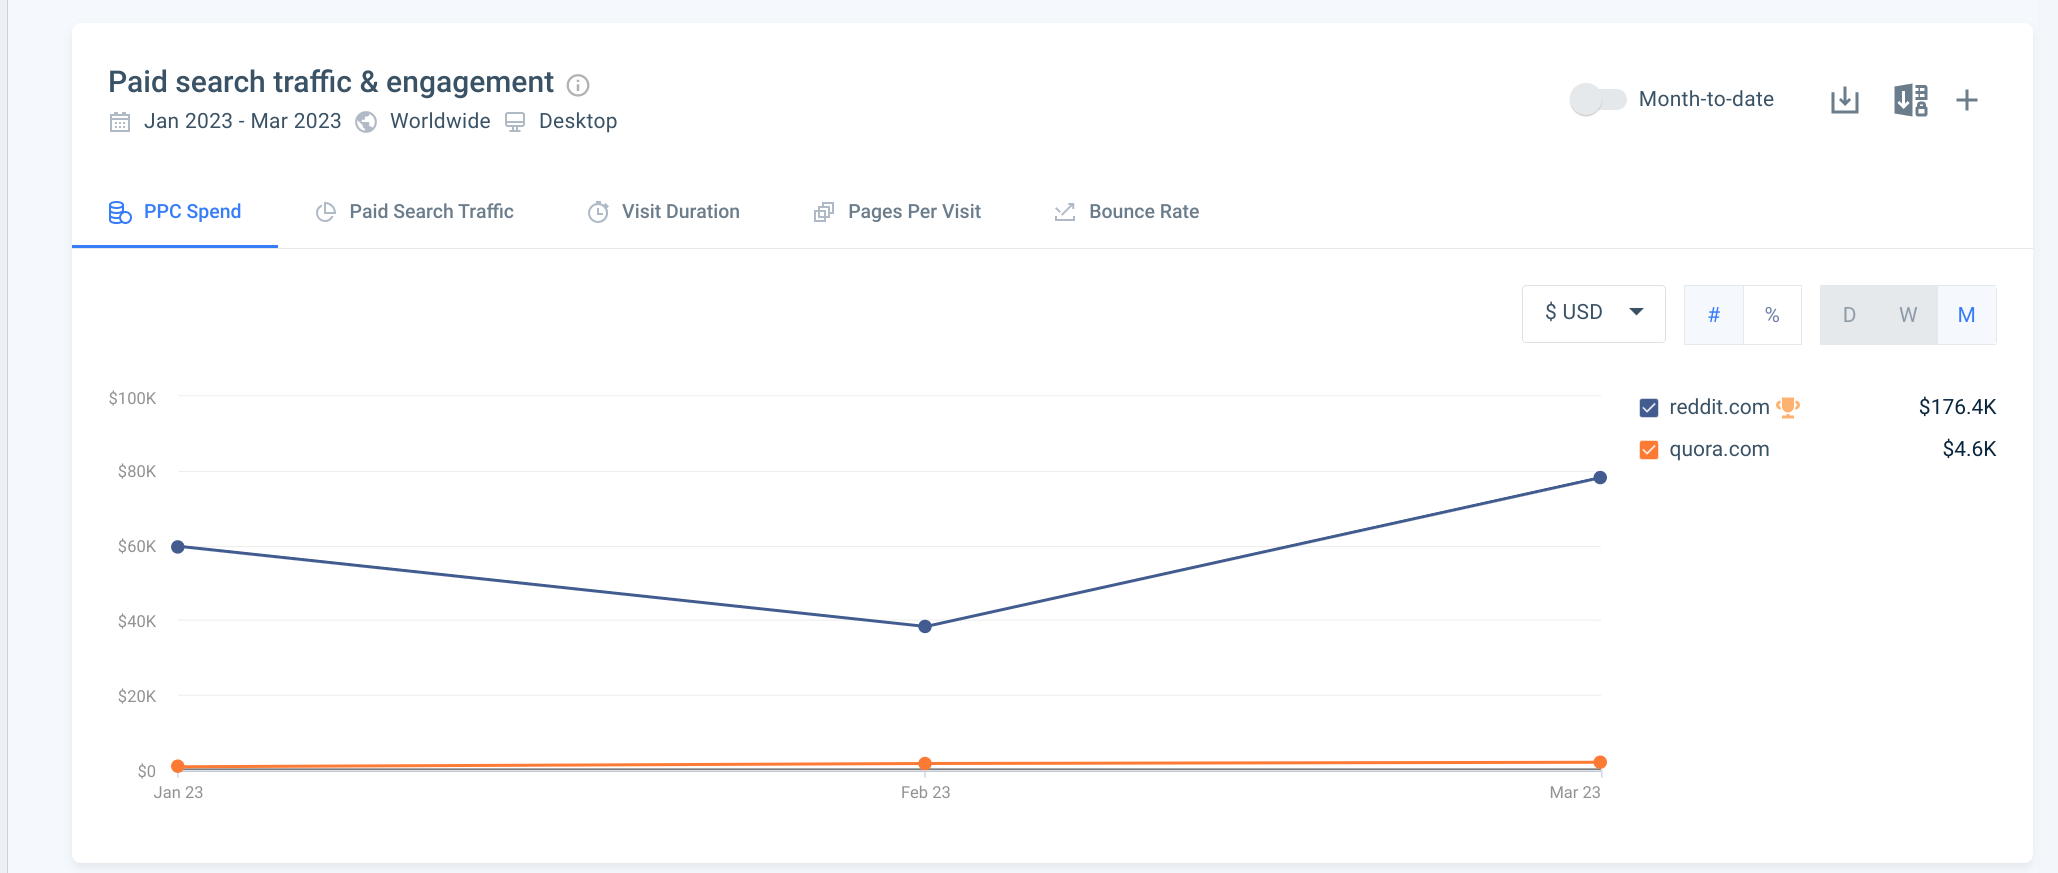 Paid search traffic & engagement
Jan 2023 - Mar 2023 Worldwide Desktop
Month-to-date
PPC Spend Paid Search Traffic Visit Duration Pages Per Visit Bounce Rate
$ USD # % D W M
$100K
$80K
$60K
$40K
$20K
$0
Jan 23 Feb 23 Mar 23
reddit.com $176.4K
quora.com $4.6K